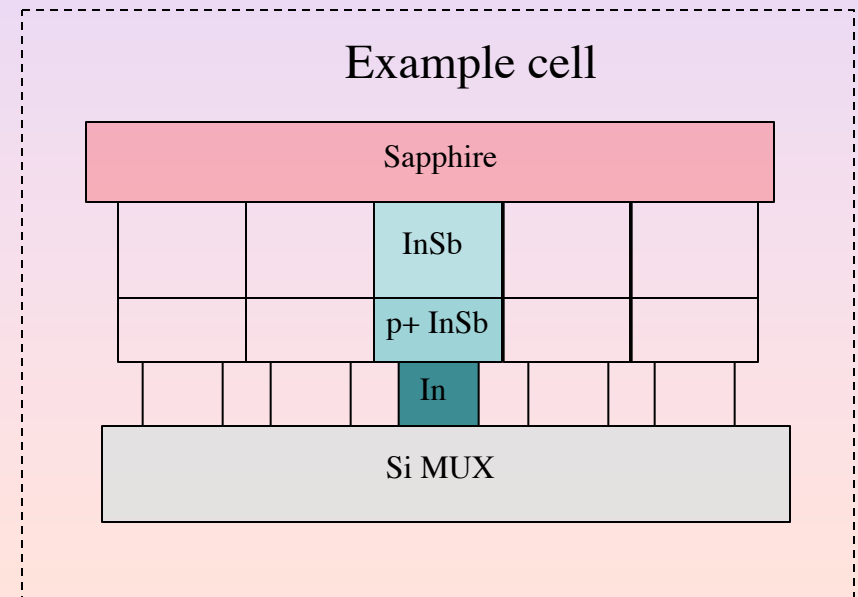 Example cell
Sapphire
InSb
p+ InSb
In
Si MUX